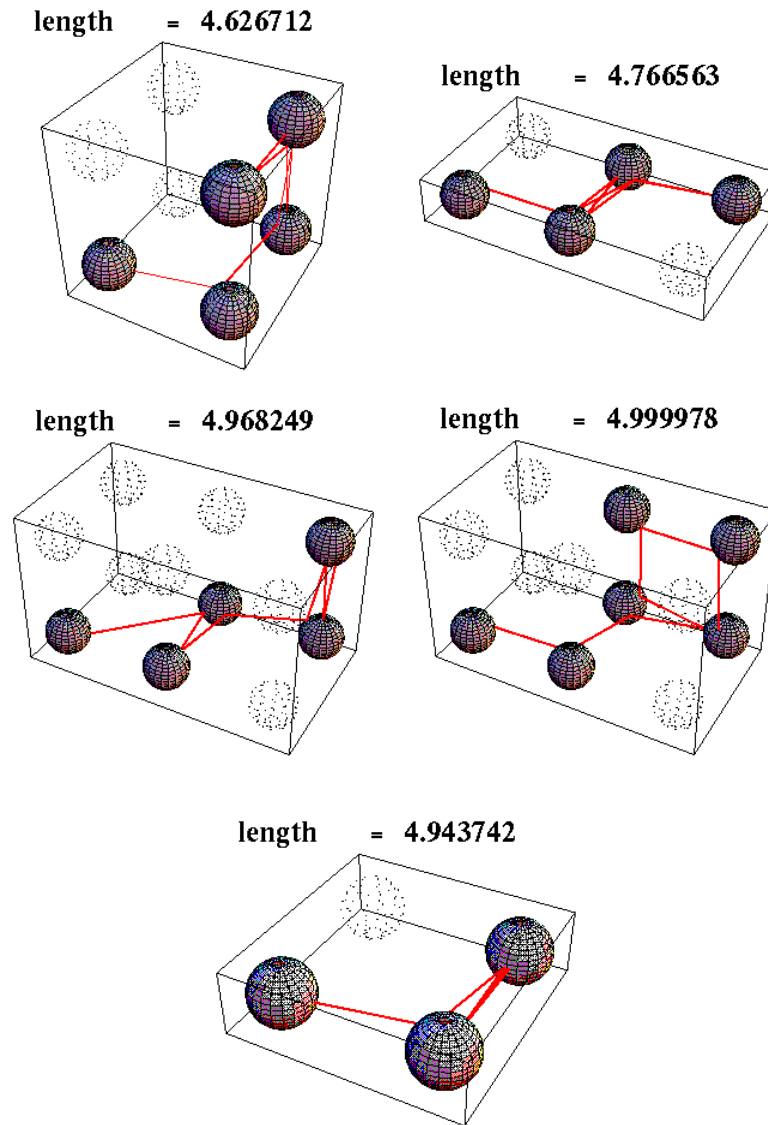 length = 4.626712
length = 4.766563
length = 4.968249
length = 4.999978
length = 4.943742